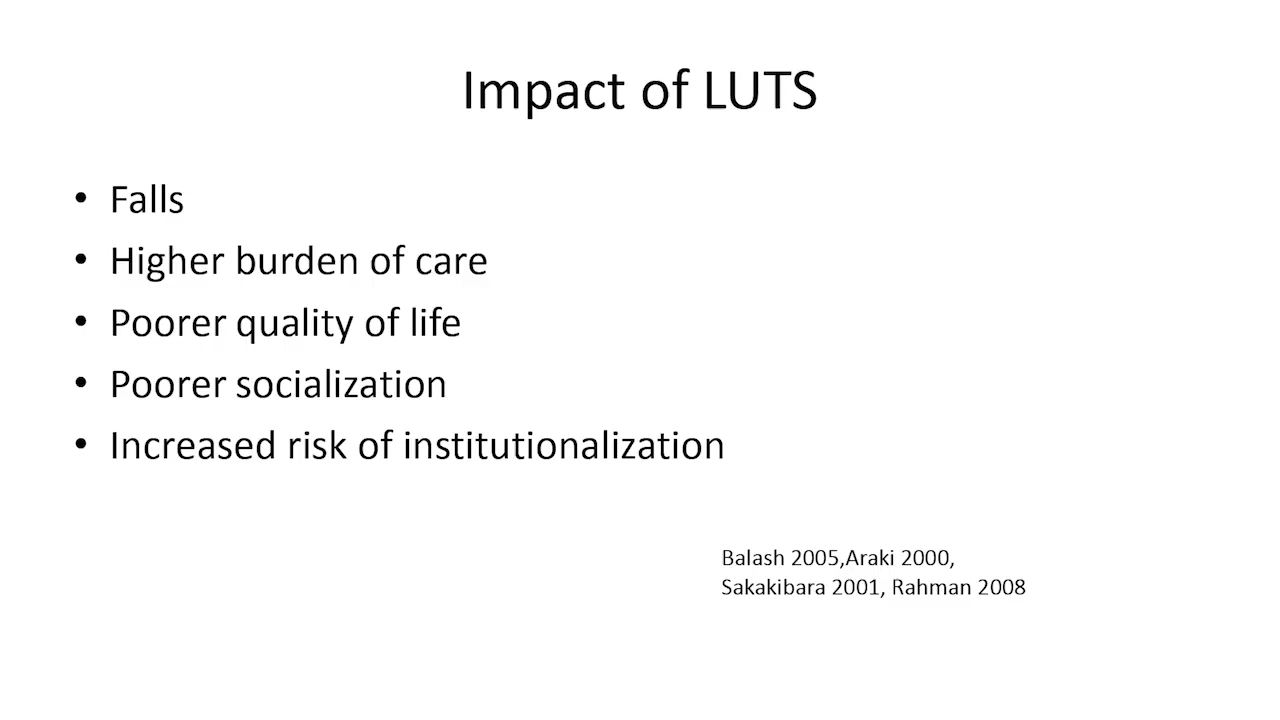 Impact of LUTS
• Falls
• Higher burden of care
• Poorer quality of life
• Poorer socialization
• Increased risk of institutionalization
Balash 2005,Araki 2000,
Sakakibara 2001, Rahman 2008